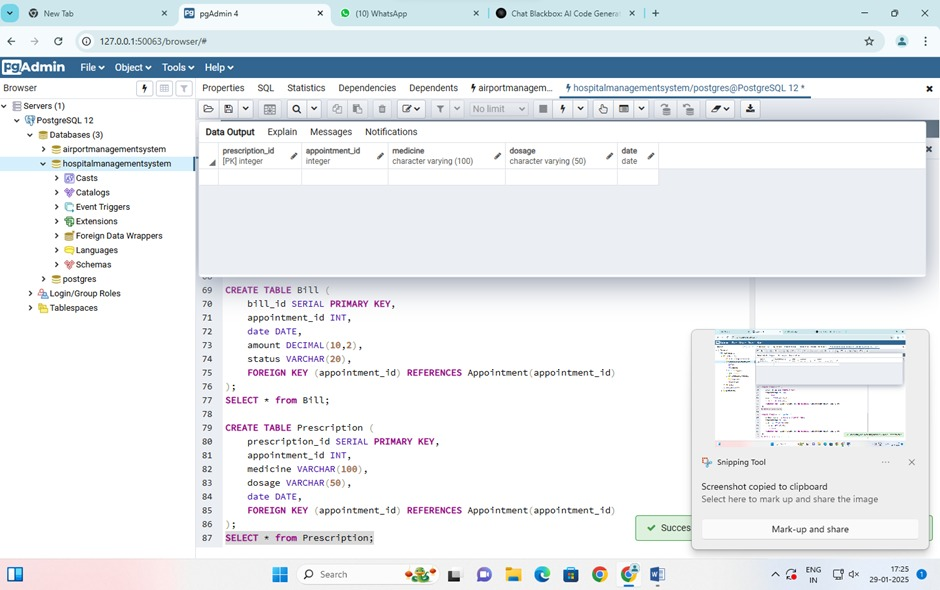 New Tab
pgAdmin 4
(10) WhatsApp
Chat Blackbox: AI Code Generat
127.0.0.1:50063/browser/#
pgAdmin File Object Tools Help
Browser
Properties SQL Statistics Dependencies Dependents airportmanagem... hospitalmanagementsystem/postgres@PostgreSQL 12 *
No limit
Servers (1)
PostgreSQL 12
Databases (3)
airportmanagementsystem
hospitalmanagementsystem
Casts
Catalogs
Event Triggers
Extensions
Foreign Data Wrappers
Languages
Schemas
postgres
Login/Group Roles
Tablespaces
Data Output Explain Messages Notifications
prescription_id
[PK] integer
appointment_id
integer
medicine
character varying (100)
dosage
character varying (50)
date
date
69 CREATE TABLE Bill (
70 bill_id SERIAL PRIMARY KEY,
71 appointment_id INT,
72 date DATE,
73 amount DECIMAL(10,2),
74 status VARCHAR(20),
75 FOREIGN KEY (appointment_id) REFERENCES Appointment(appointment_id)
76 );
77 SELECT * from Bill;
78
79 CREATE TABLE Prescription (
80 prescription_id SERIAL PRIMARY KEY,
81 appointment_id INT,
82 medicine VARCHAR(100),
83 dosage VARCHAR(50),
84 date DATE,
85 FOREIGN KEY (appointment_id) REFERENCES Appointment(appointment_id)
86 );
87 SELECT * from Prescription;
Succes
Snipping Tool
Screenshot copied to clipboard
Select here to mark up and share the image
Mark-up and share
Search
ENG
IN
17:25
29-01-2025
1